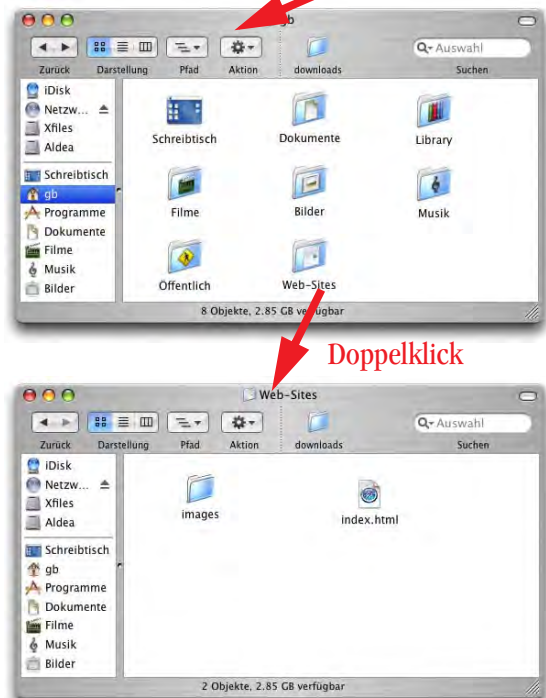 gb
Auswahl
Zurück Darstellung Pfad Aktion downloads Suchen
iDisk
Netzw...
Xfiles
Aldea
Schreibtisch
gb
Programme
Dokumente
Filme
Musik
Bilder
Schreibtisch Dokumente Library
Filme Bilder Musik
Öffentlich Web-Sites
8 Objekte, 2.85 GB verfügbar
Doppelklick
Web-Sites
Auswahl
Zurück Darstellung Pfad Aktion downloads Suchen
iDisk
Netzw...
Xfiles
Aldea
Schreibtisch
gb
Programme
Dokumente
Filme
Musik
Bilder
images index.html
2 Objekte, 2.85 GB verfügbar